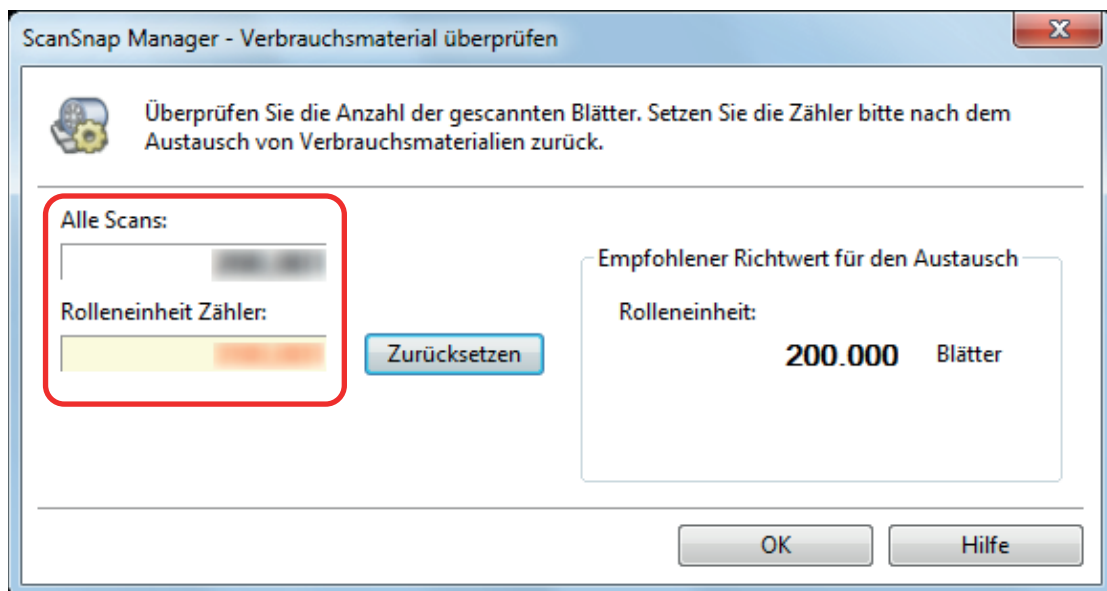 ScanSnap Manager - Verbrauchsmaterial überprüfen
Überprüfen Sie die Anzahl der gescannten Blätter. Setzen Sie die Zähler bitte nach dem
Austausch von Verbrauchsmaterialien zurück.
Alle Scans:
Rolleneinheit Zähler:
Zurücksetzen
Empfohlener Richtwert für den Austausch
Rolleneinheit:
200.000 Blätter
OK
Hilfe